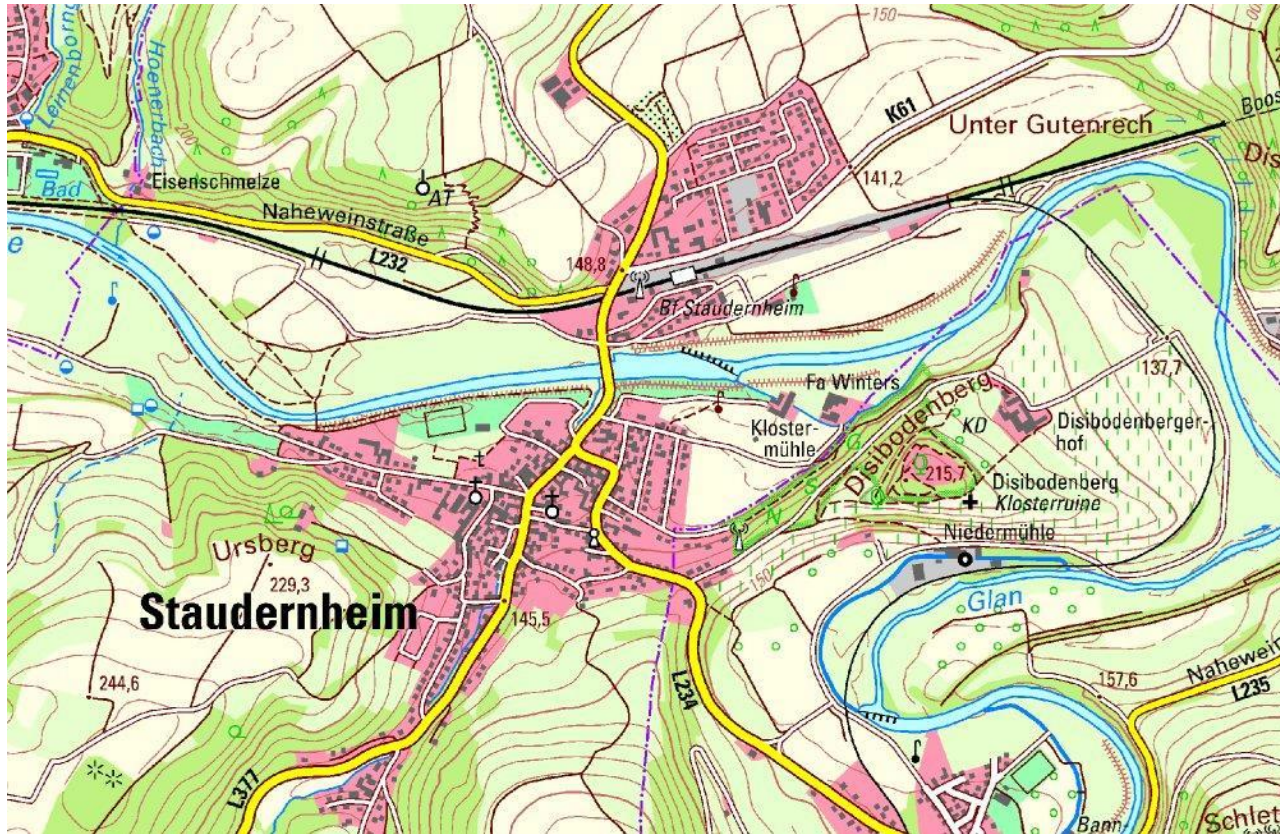 150
Leinenborn
Hoenerbach
200
K61
Boos
Unter Gutenrech
Dis
Eisenschmelze
Bad
AT
141,2
Naheweinstraße
L232
148,8
e
Bf Staudernheim
137,7
Fa Winters
Kloster-
mühle
Disibodenberg
KD
Disibodenberger-
hof
N S G
215,7
Disibodenberg
Klosterruine
Niedermühle
Ursberg
229,3
150
Glan
Staudernheim
145,5
244,6
L234
157,6
Naheweins
L235
L377
Bann-
Schlet